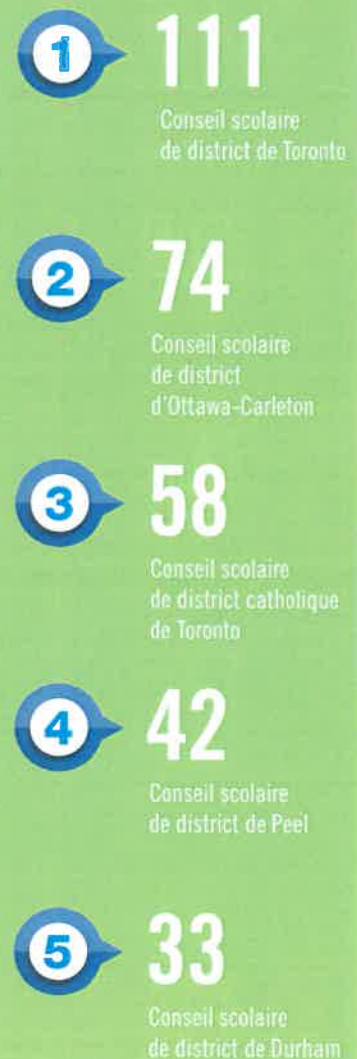 1
111
Conseil scolaire
de district de Toronto
2
74
Conseil scolaire
de district
d'Ottawa-Carleton
3
58
Conseil scolaire
de district catholique
de Toronto
4
42
Conseil scolaire
de district de Peel
5
33
Conseil scolaire
de district de Durham